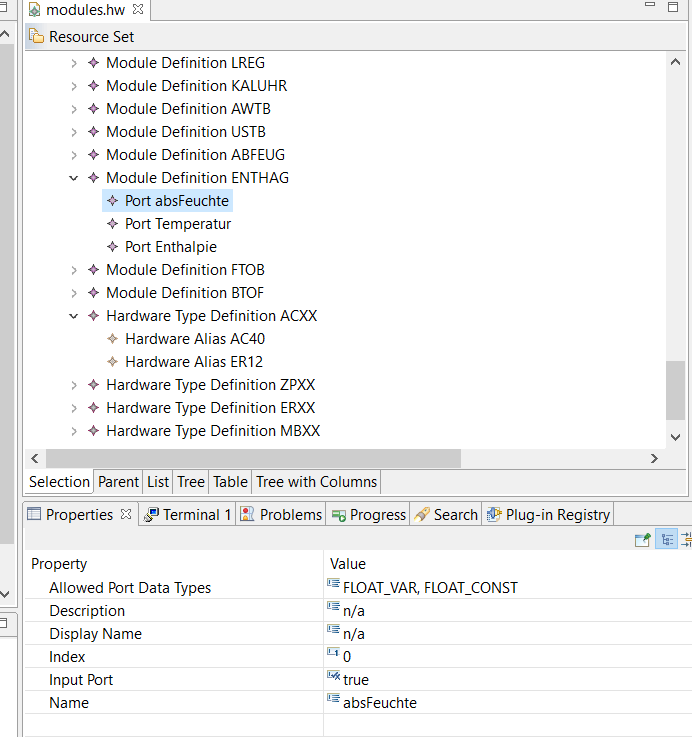 modules.hw
Resource Set
Module Definition LREG
Module Definition KALUHR
Module Definition AWTB
Module Definition USTB
Module Definition ABFEUG
Module Definition ENTHAG
Port absFeuchte
Port Temperatur
Port Enthalpie
Module Definition FTOB
Module Definition BTOF
Hardware Type Definition ACXX
Hardware Alias AC40
Hardware Alias ER12
Hardware Type Definition ZPXX
Hardware Type Definition ERXX
Hardware Type Definition MBXX
Selection Parent List Tree Table Tree with Columns
Properties Terminal 1 Problems Progress Search Plug-in Registry
Property Value
Allowed Port Data Types FLOAT_VAR, FLOAT_CONST
Description n/a
Display Name n/a
Index 0
Input Port true
Name absFeuchte